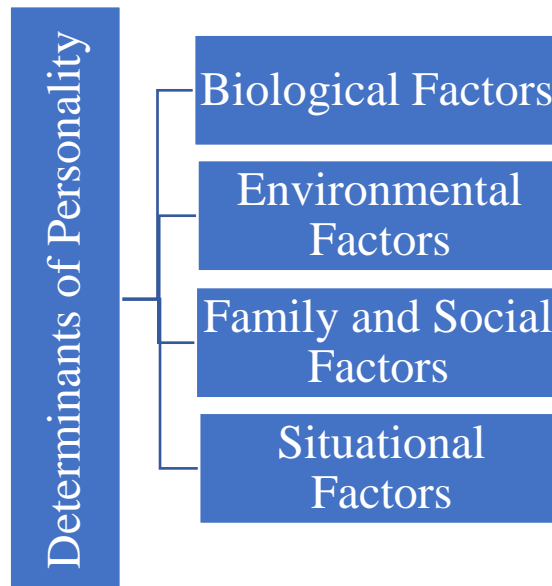 Determinants of Personality
Biological Factors
Environmental
Factors
Family and Social
Factors
Situational
Factors